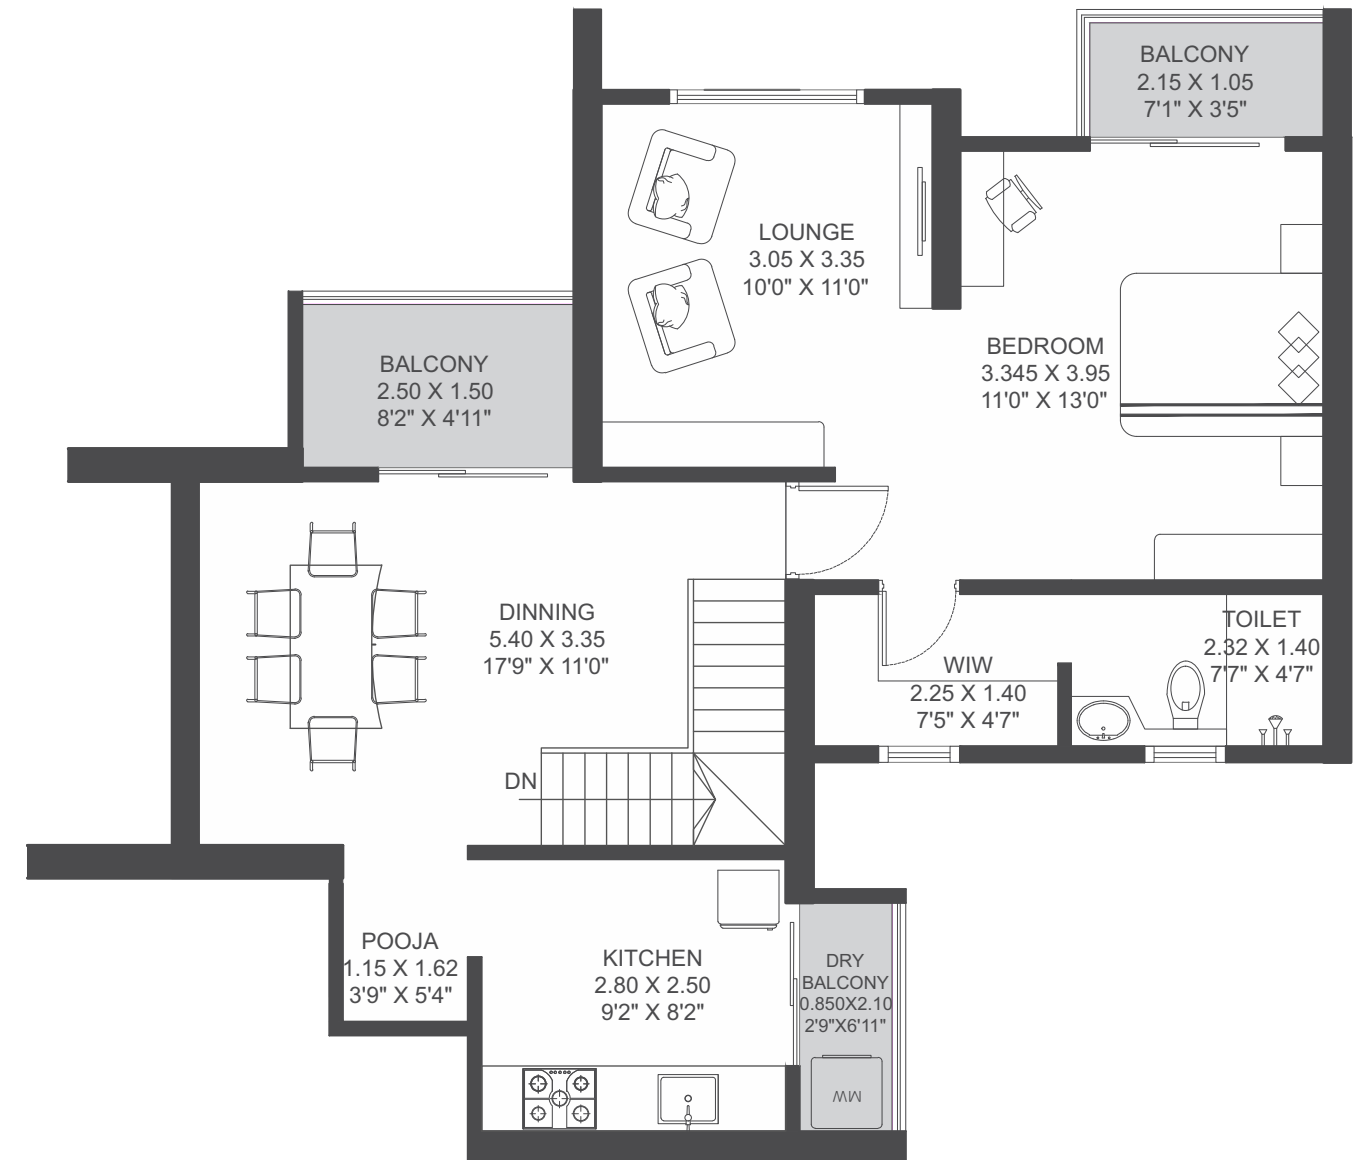 BALCONY
2.15 X 1.05
7'1" X 3'5"
LOUNGE
3.05 X 3.35
10'0" X 11'0"
BEDROOM
3.345 X 3.95
11'0" X 13'0"
BALCONY
2.50 X 1.50
8'2" X 4'11"
DINNING
5.40 X 3.35
17'9" X 11'0"
TOILET
2.32 X 1.40
7'7" X 4'7"
WIW
2.25 X 1.40
7'5" X 4'7"
DN
POOJA
1.15 X 1.62
3'9" X 5'4"
KITCHEN
2.80 X 2.50
9'2" X 8'2"
DRY
BALCONY
0.850X2.10
2'9"X6'11"
MW